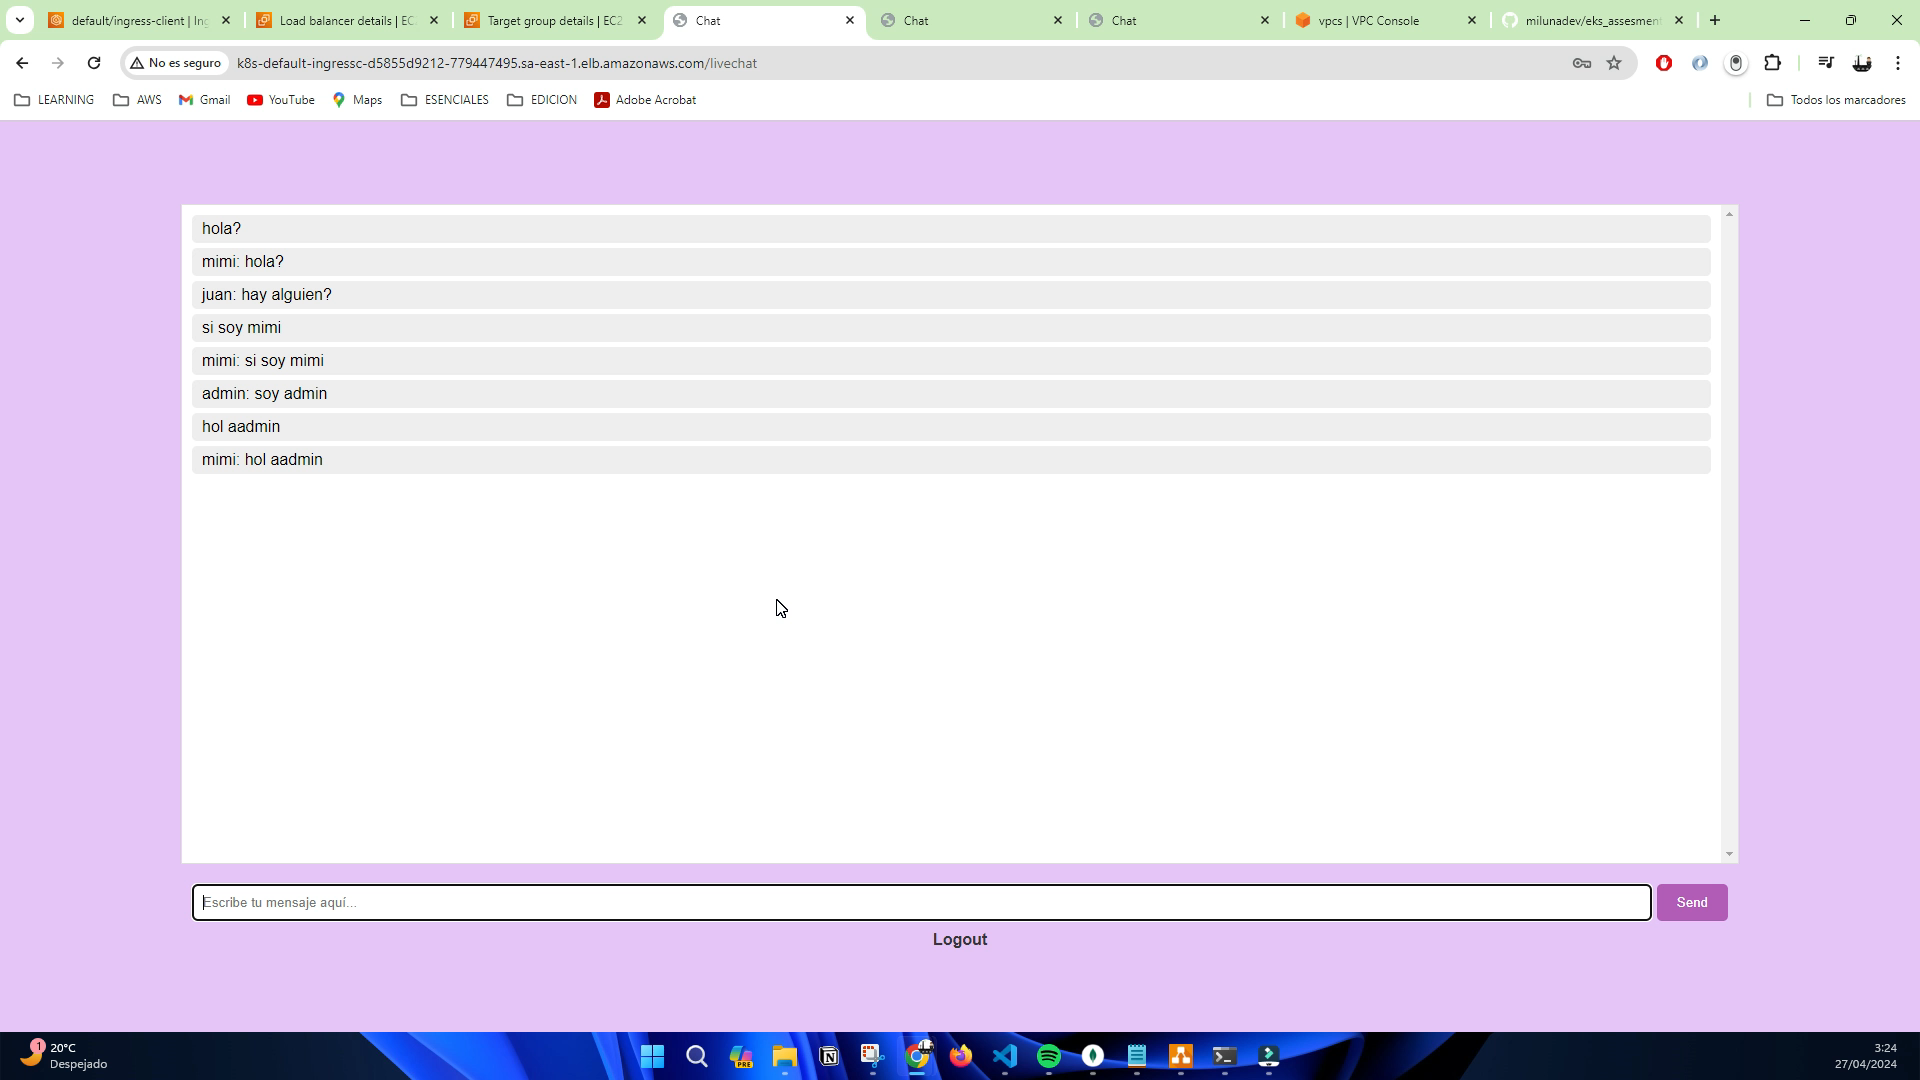 default/ingress-client | Ing
Load balancer details | EC2
Target group details | EC2
Chat
Chat
Chat
vpcs | VPC Console
milunadev/eks_assesment
No es seguro
k8s-default-ingressc-d5855d9212-779447495.sa-east-1.elb.amazonaws.com/livechat
LEARNING
AWS
Gmail
YouTube
Maps
ESENCIALES
EDICION
Adobe Acrobat
Todos los marcadores
hola?
mimi: hola?
juan: hay alguien?
si soy mimi
mimi: si soy mimi
admin: soy admin
hol aadmin
mimi: hol aadmin
Escribe tu mensaje aquí...
Send
Logout
1
20°C
Despejado
PRE
3:24
27/04/2024